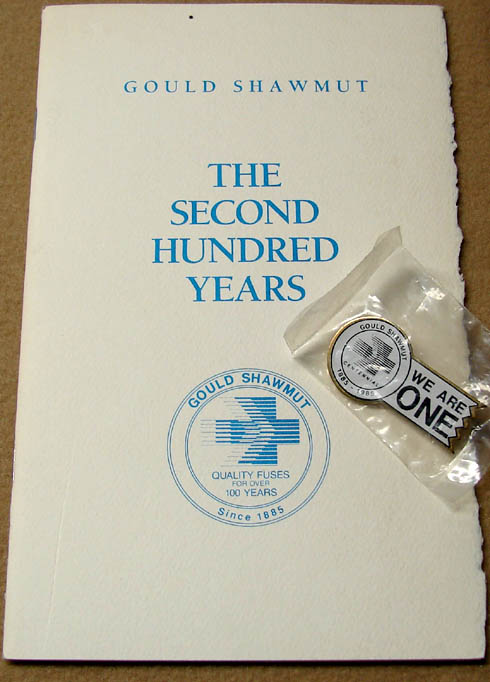 GOULD SHAWMUT
THE
SECOND
HUNDRED
YEARS
GOULD SHAWMUT
QUALITY FUSES
FOR OVER
100 YEARS
Since 1885
GOULD SHAWMUT
CENTENNIAL
1885 - 1985
WE ARE
ONE